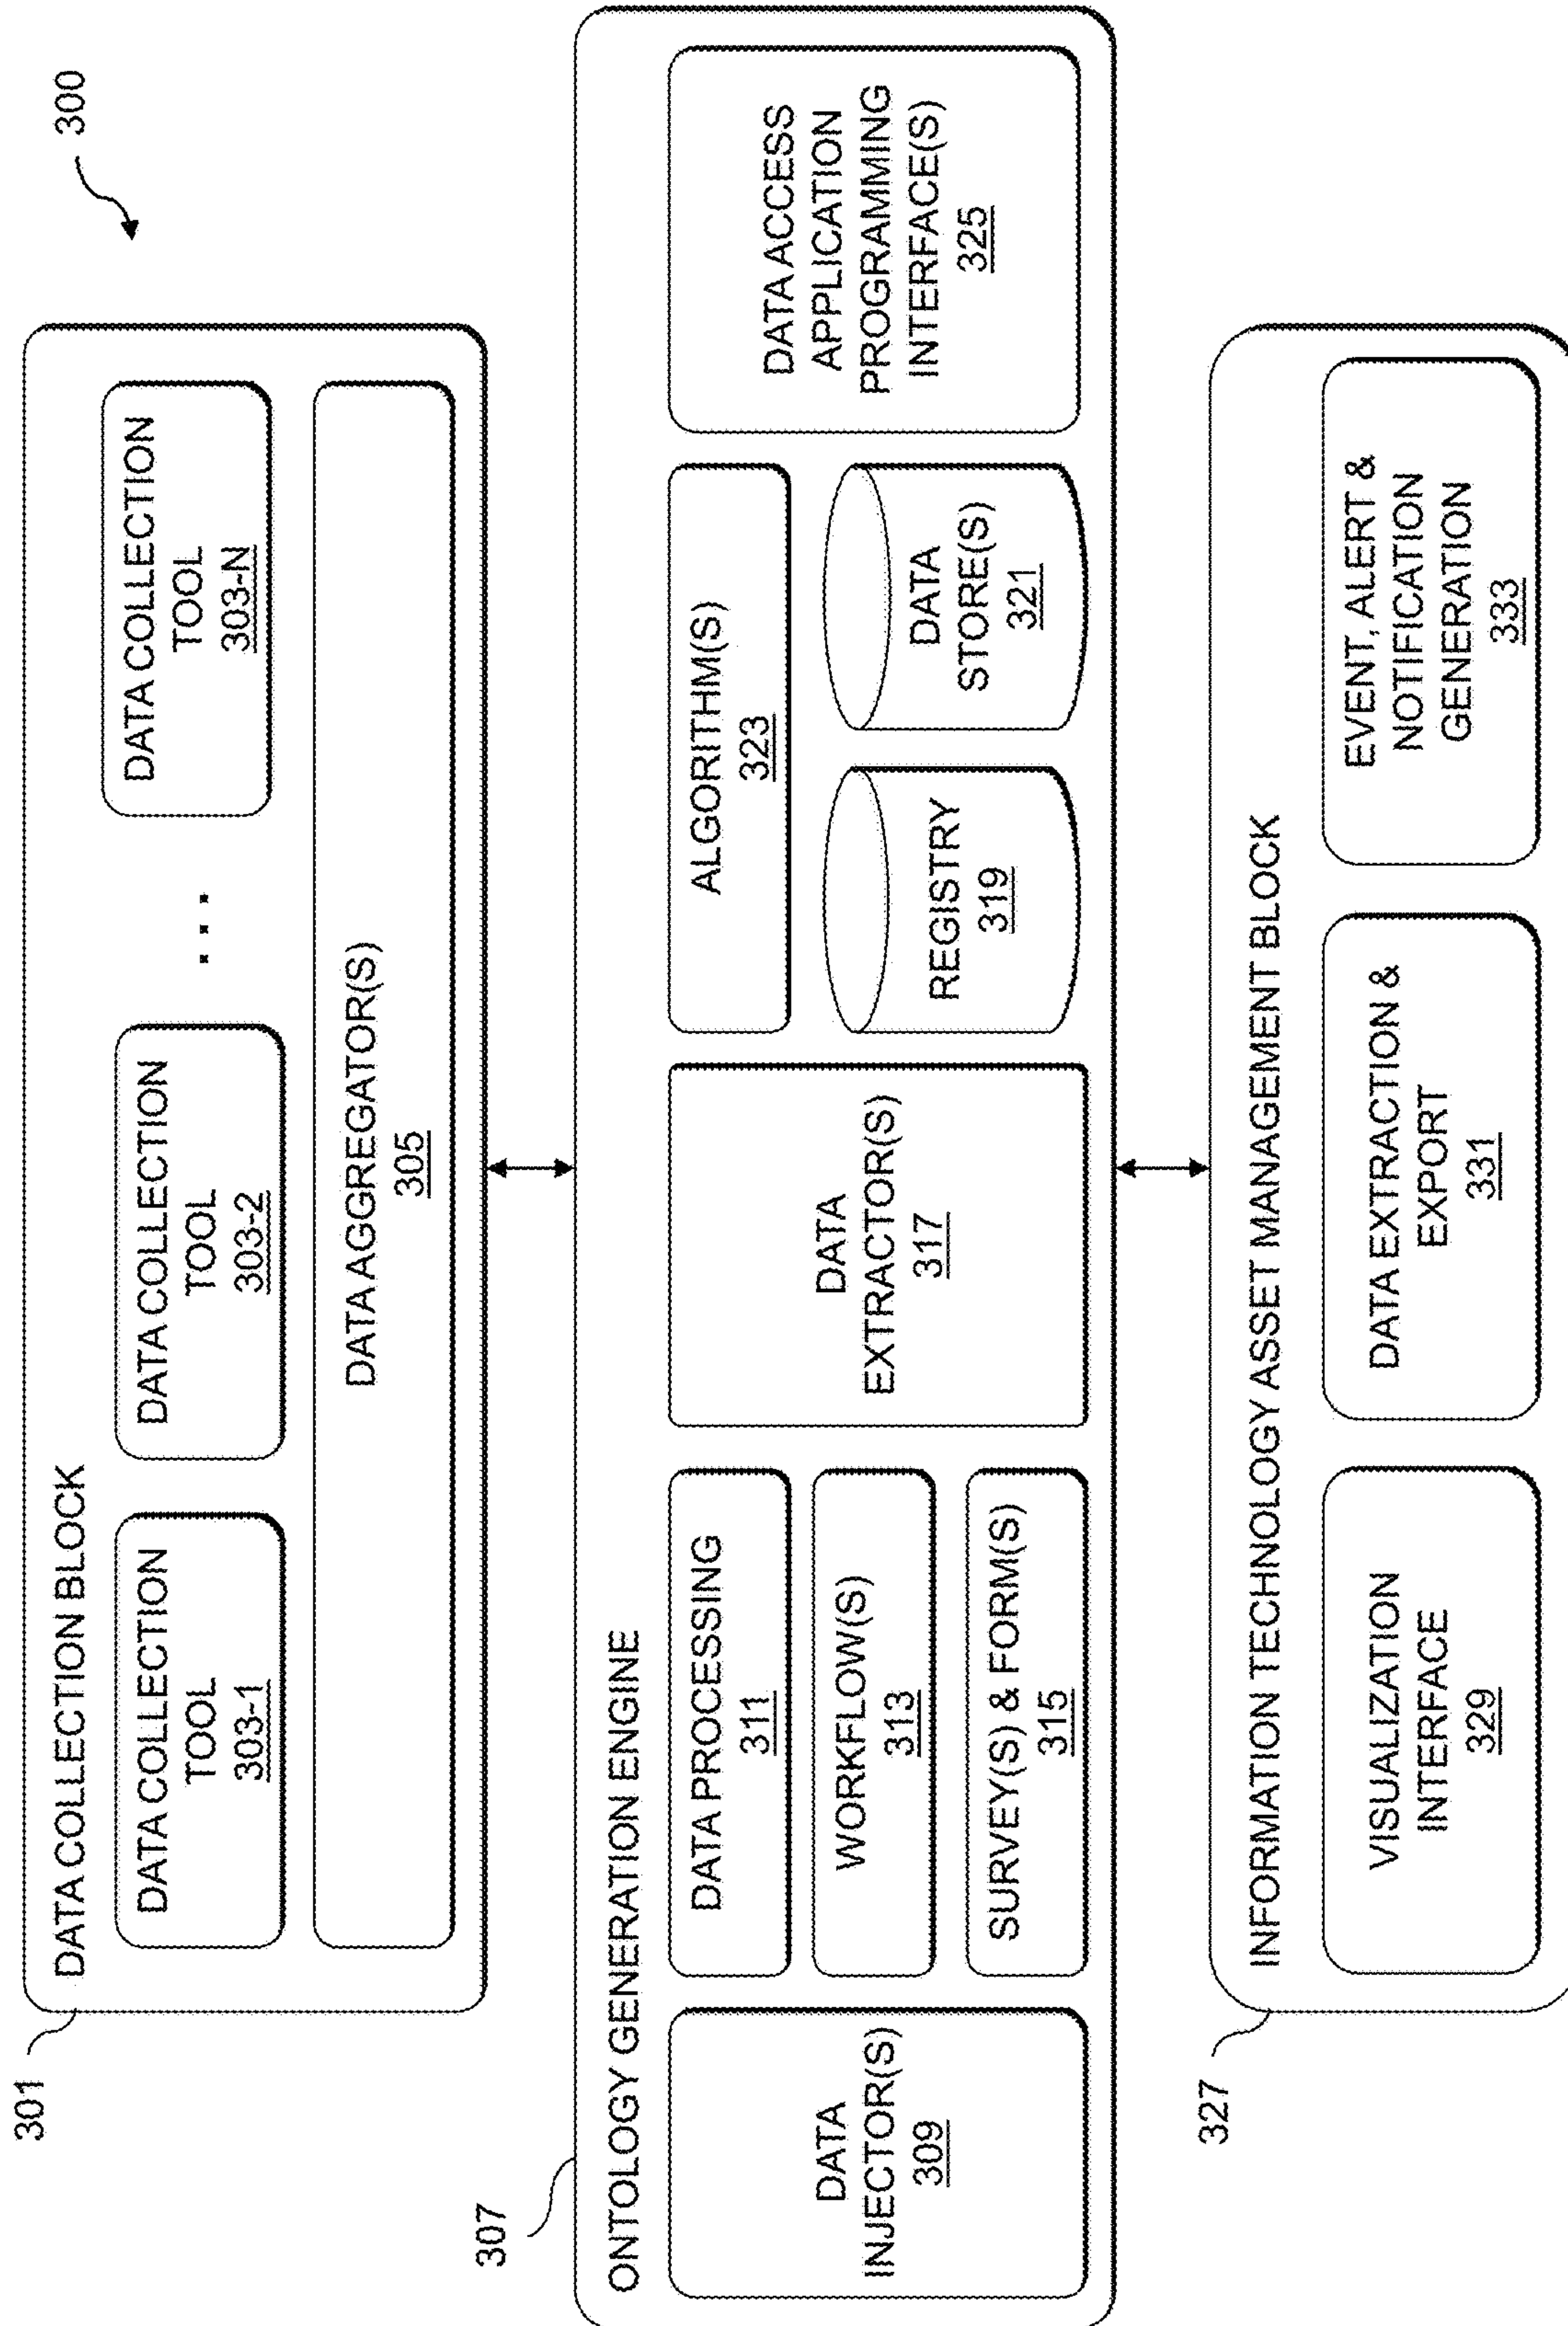 300
301
DATA COLLECTION BLOCK
DATA COLLECTION
TOOL
303-1
DATA COLLECTION
TOOL
303-2
...
DATA COLLECTION
TOOL
303-N
DATA AGGREGATOR(S)
305
307
ONTOLOGY GENERATION ENGINE
DATA
INJECTOR(S)
309
DATA PROCESSING
311
WORKFLOW(S)
313
SURVEY(S) & FORM(S)
315
DATA
EXTRACTOR(S)
317
ALGORITHM(S)
323
REGISTRY
319
DATA
STORE(S)
321
DATA ACCESS
APPLICATION
PROGRAMMING
INTERFACE(S)
325
327
INFORMATION TECHNOLOGY ASSET MANAGEMENT BLOCK
VISUALIZATION
INTERFACE
329
DATA EXTRACTION &
EXPORT
331
EVENT, ALERT &
NOTIFICATION
GENERATION
333